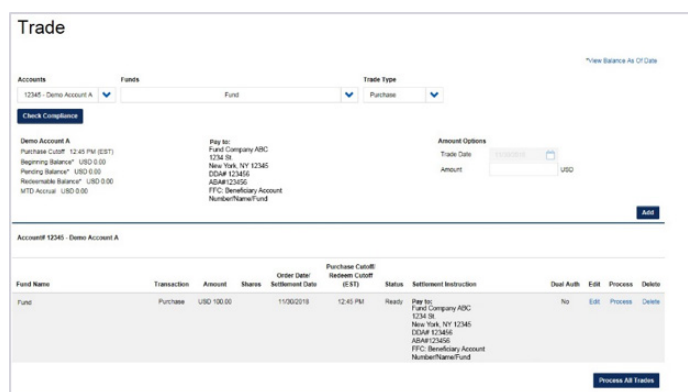 Trade
*View Balance As Of Date
Accounts Funds Trade Type
12345 - Demo Account A Fund Purchase
Check Compliance
Demo Account A
Purchase Cutoff 12:45 PM (EST)
Beginning Balance* USD 0.00
Pending Balance* USD 0.00
Redeemable Balance* USD 0.00
MTD Accrual USD 0.00
Pay to:
Fund Company ABC
1234 St.
New York, NY 12345
DDA# 123456
ABA#123456
FFC: Beneficiary Account
Number/Name/Fund
Amount Options
Trade Date
Amount USD
Add
Account# 12345 - Demo Account A
Fund Name Transaction Amount Shares Order Date/ Settlement Date Purchase Cutoff/ Redeem Cutoff (EST) Status Settlement Instruction Dual Auth Edit Process Delete
Fund Purchase USD 100.00 11/30/2018 12:45 PM Ready
Pay to:
Fund Company ABC
1234 St.
New York, NY 12345
DDA# 123456
ABA#123456
FFC: Beneficiary Account
Number/Name/Fund
No Edit Process Delete
Process All Trades